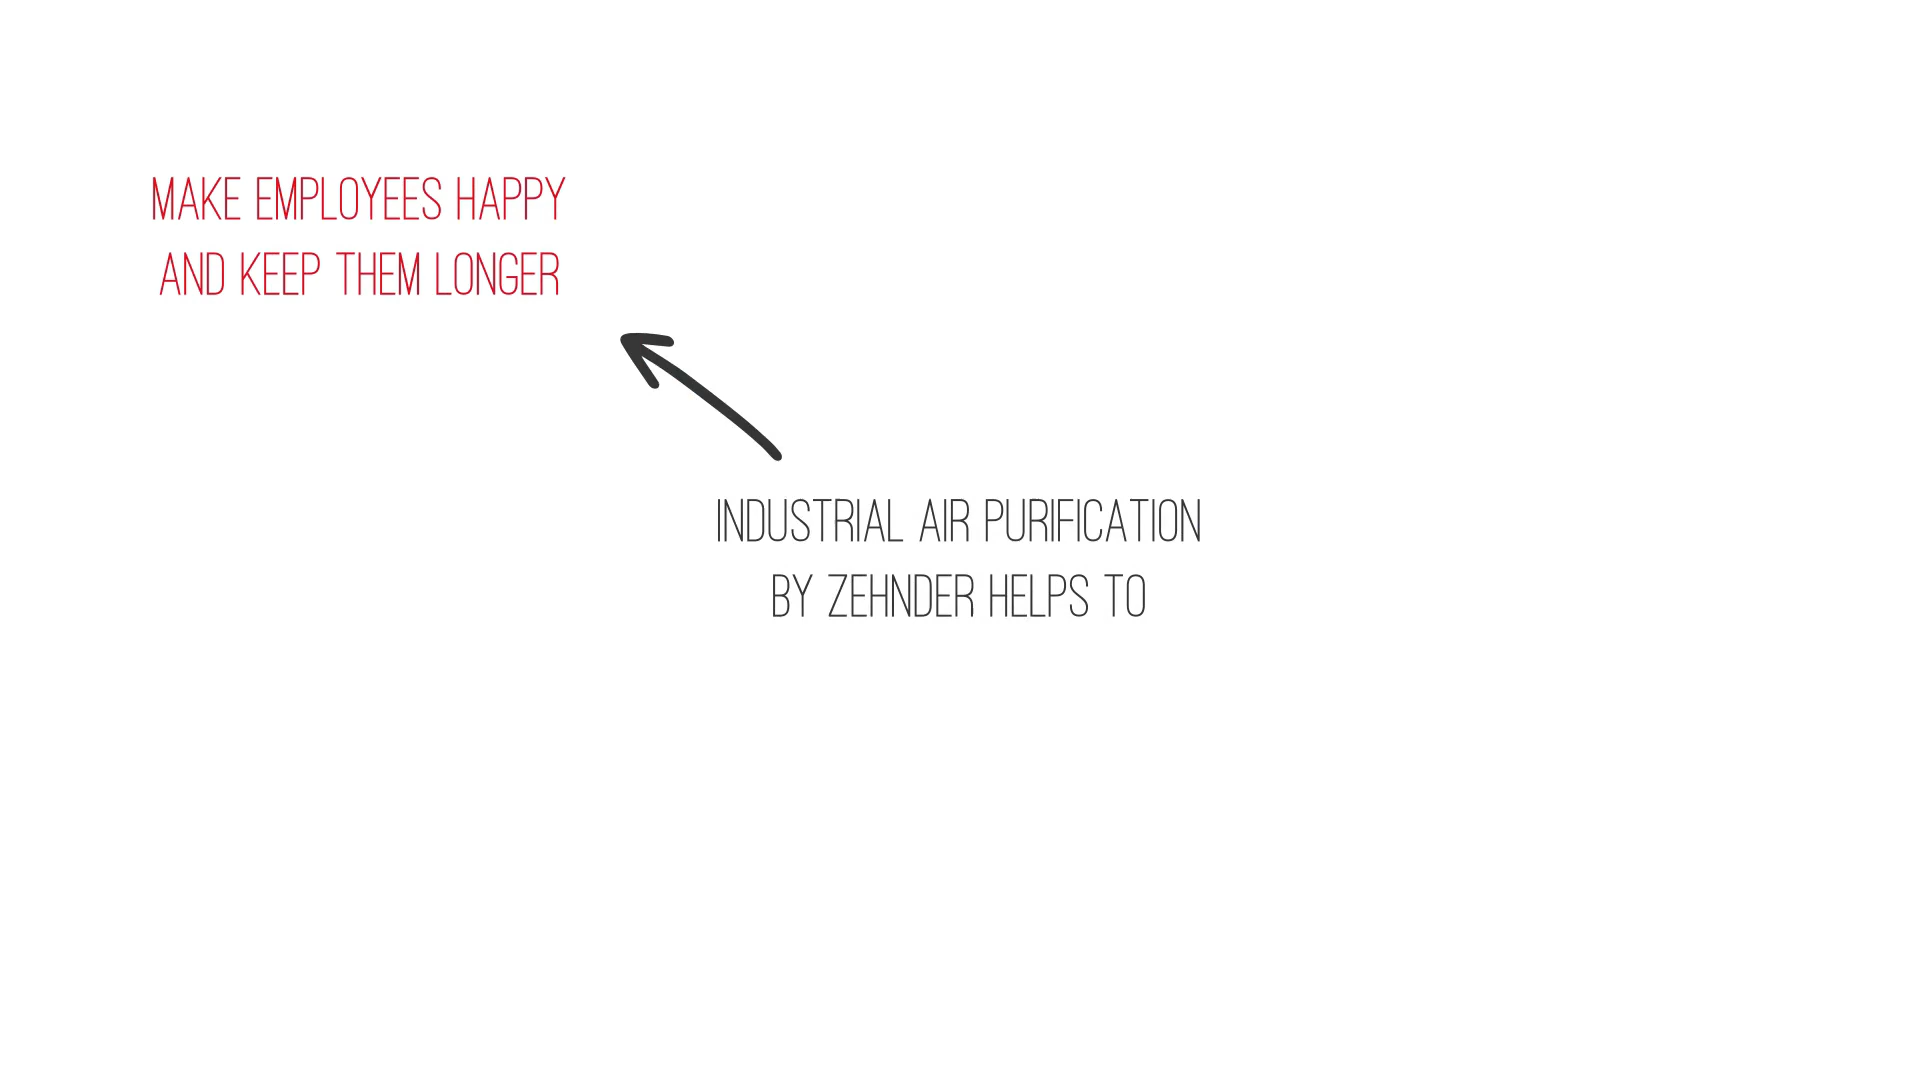 MAKE EMPLOYEES HAPPY
AND KEEP THEM LONGER
INDUSTRIAL AIR PURIFICATION
BY ZEHNDER HELPS TO